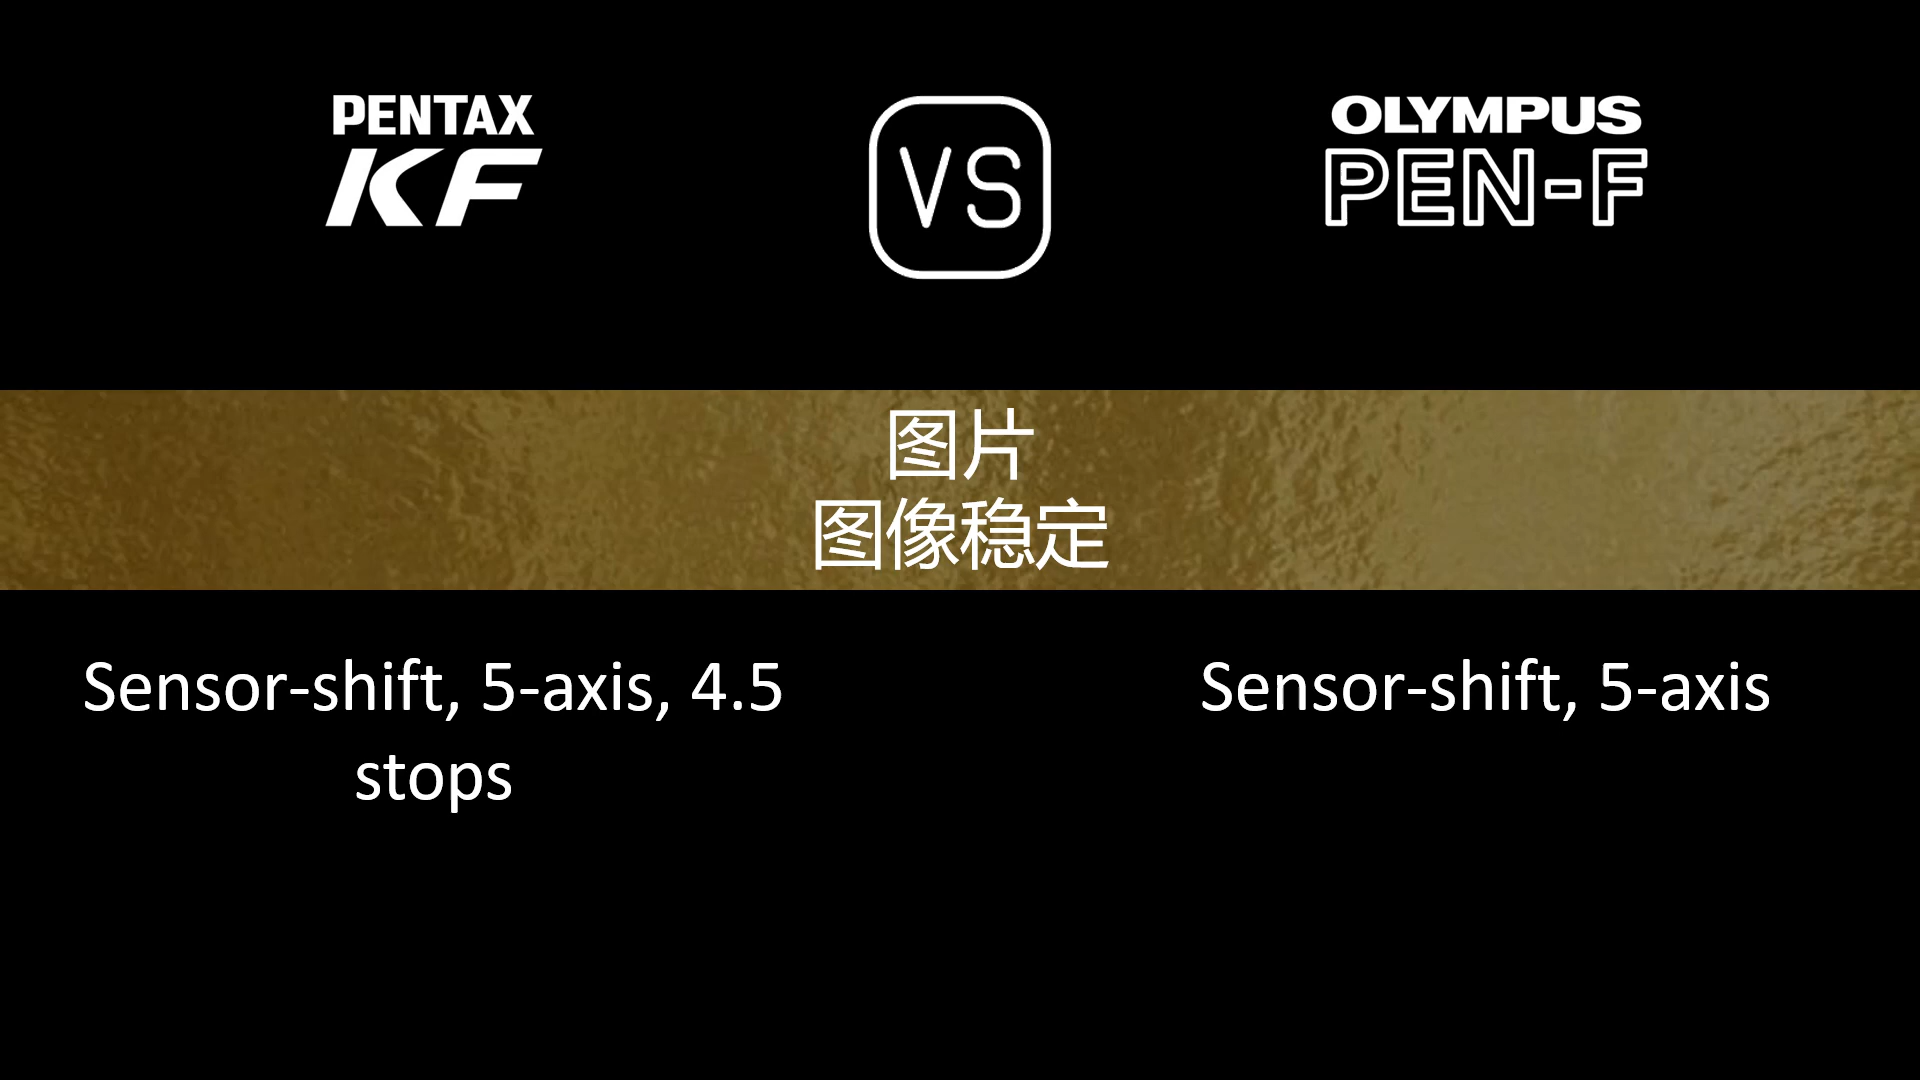 PENTAX
KF
VS
OLYMPUS
PEN-F
图片
图像稳定
Sensor-shift, 5-axis, 4.5
stops
Sensor-shift, 5-axis